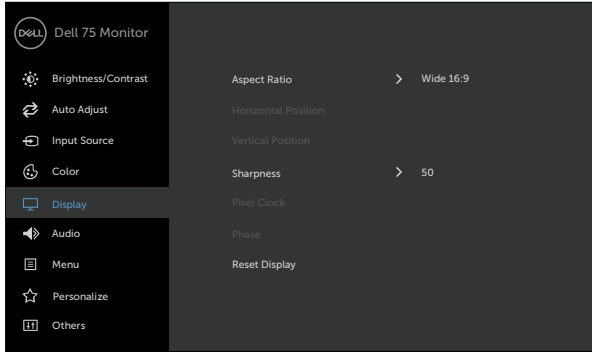 DELL Dell 75 Monitor
Brightness/Contrast
Auto Adjust
Input Source
Color
Display
Audio
Menu
Personalize
Others
Aspect Ratio > Wide 16:9
Horizontal Position
Vertical Position
Sharpness > 50
Pixel Clock
Phase
Reset Display